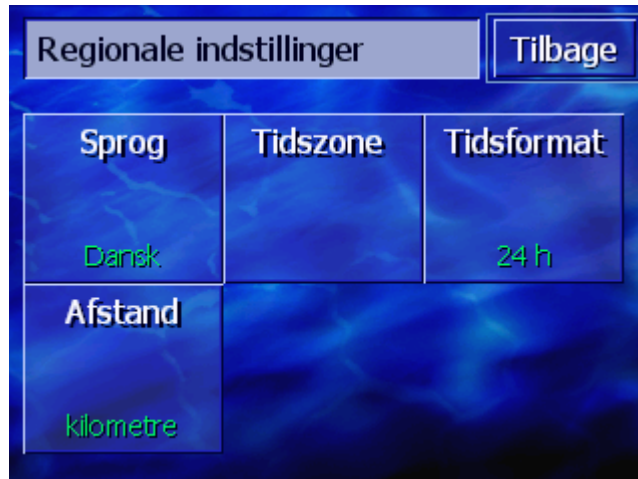 Regionale indstillinger
Tilbage
Sprog
Tidszone
Tidsformat
Dansk
24 h
Afstand
kilometre